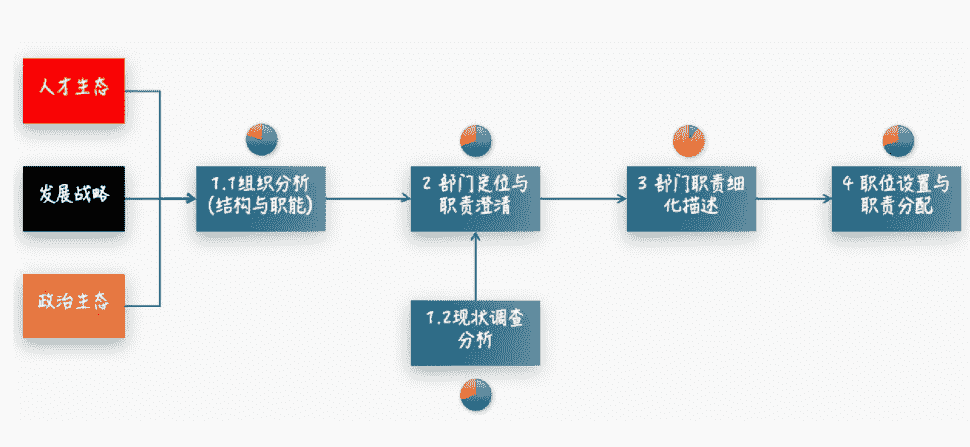 人才生态
发展战略
政治生态
1.1组织分析
(结构与职能)
2 部门定位与
职责澄清
3 部门职责细
化描述
4 职位设置与
职责分配
1.2现状调查
分析